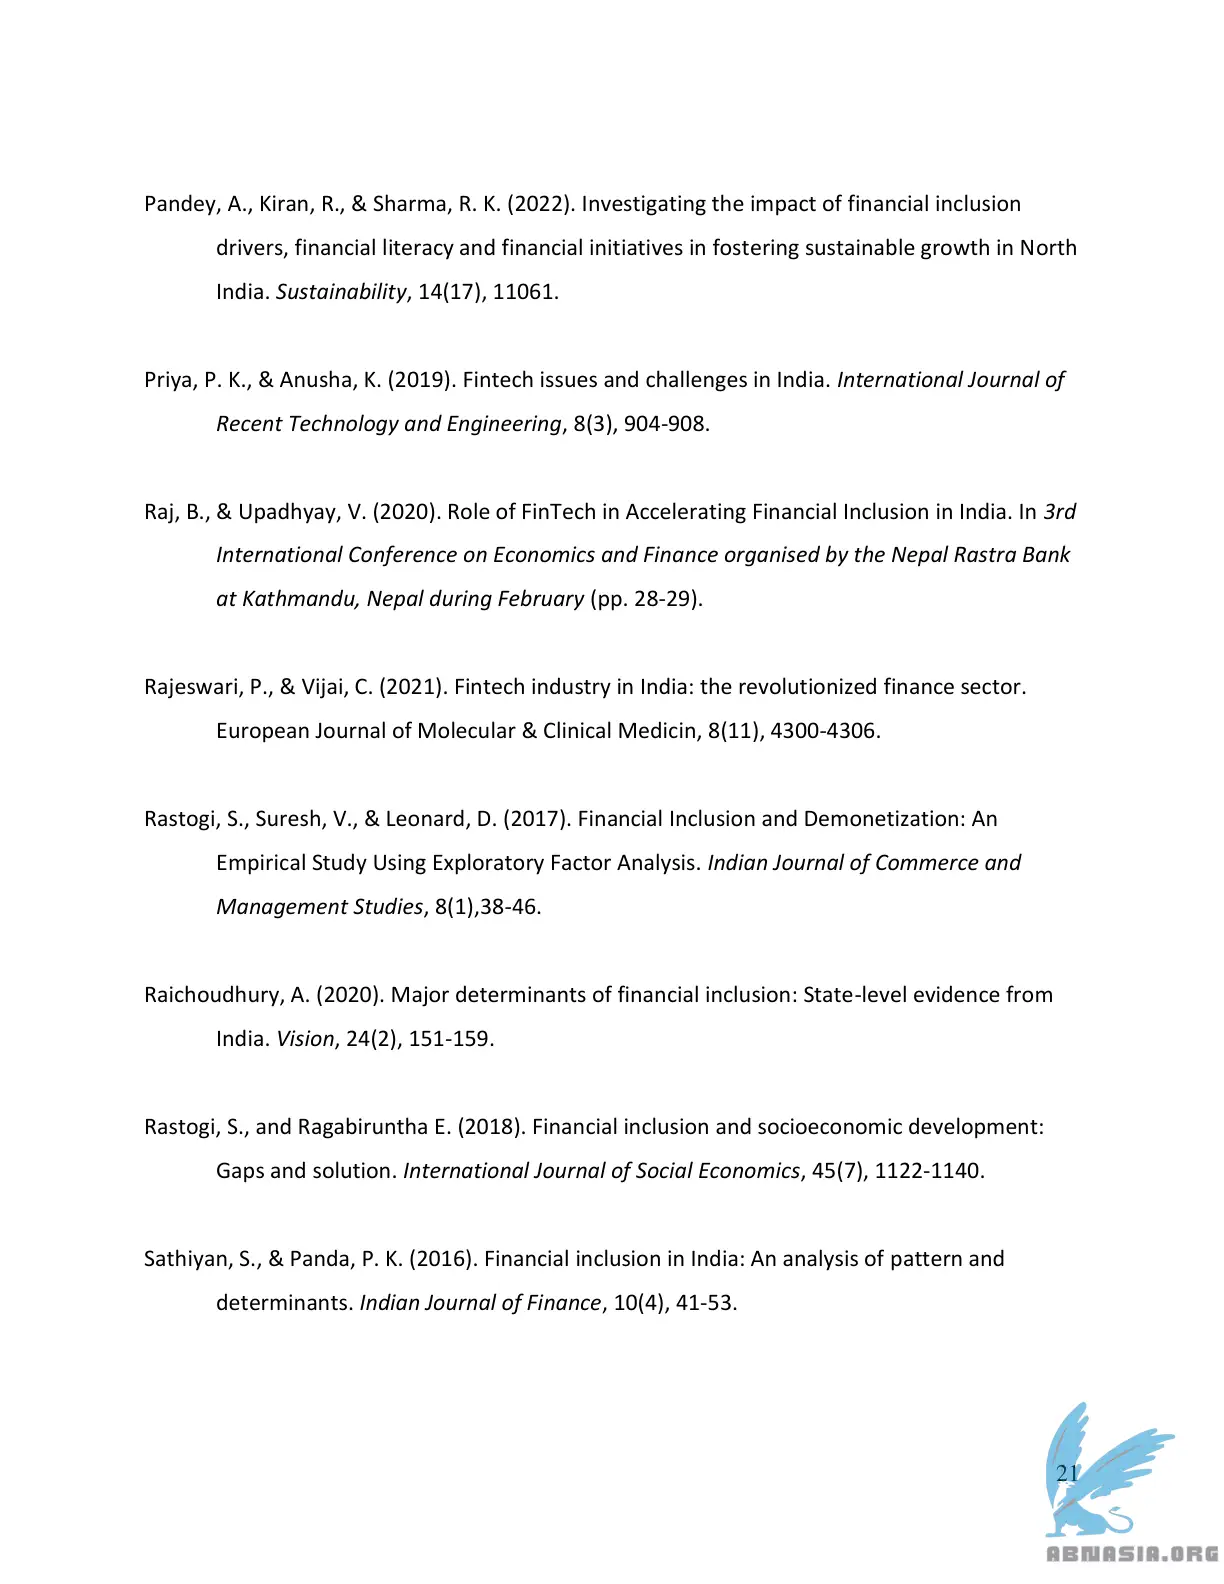 Pandey, A., Kiran, R., & Sharma, R. K. (2022). Investigating the impact of financial inclusion
drivers, financial literacy and financial initiatives in fostering sustainable growth in North
India. Sustainability, 14(17), 11061.
Priya, P. K., & Anusha, K. (2019). Fintech issues and challenges in India. International Journal of
Recent Technology and Engineering, 8(3), 904-908.
Raj, B., & Upadhyay, V. (2020). Role of FinTech in Accelerating Financial Inclusion in India. In 3rd
International Conference on Economics and Finance organised by the Nepal Rastra Bank
at Kathmandu, Nepal during February (pp. 28-29).
Rajeswari, P., & Vijai, C. (2021). Fintech industry in India: the revolutionized finance sector.
European Journal of Molecular & Clinical Medicin, 8(11), 4300-4306.
Rastogi, S., Suresh, V., & Leonard, D. (2017). Financial Inclusion and Demonetization: An
Empirical Study Using Exploratory Factor Analysis. Indian Journal of Commerce and
Management Studies, 8(1),38-46.
Raichoudhury, A. (2020). Major determinants of financial inclusion: State-level evidence from
India. Vision, 24(2), 151-159.
Rastogi, S., and Ragabiruntha E. (2018). Financial inclusion and socioeconomic development:
Gaps and solution. International Journal of Social Economics, 45(7), 1122-1140.
Sathiyan, S., & Panda, P. K. (2016). Financial inclusion in India: An analysis of pattern and
determinants. Indian Journal of Finance, 10(4), 41-53.
21
ABNASIA.ORG